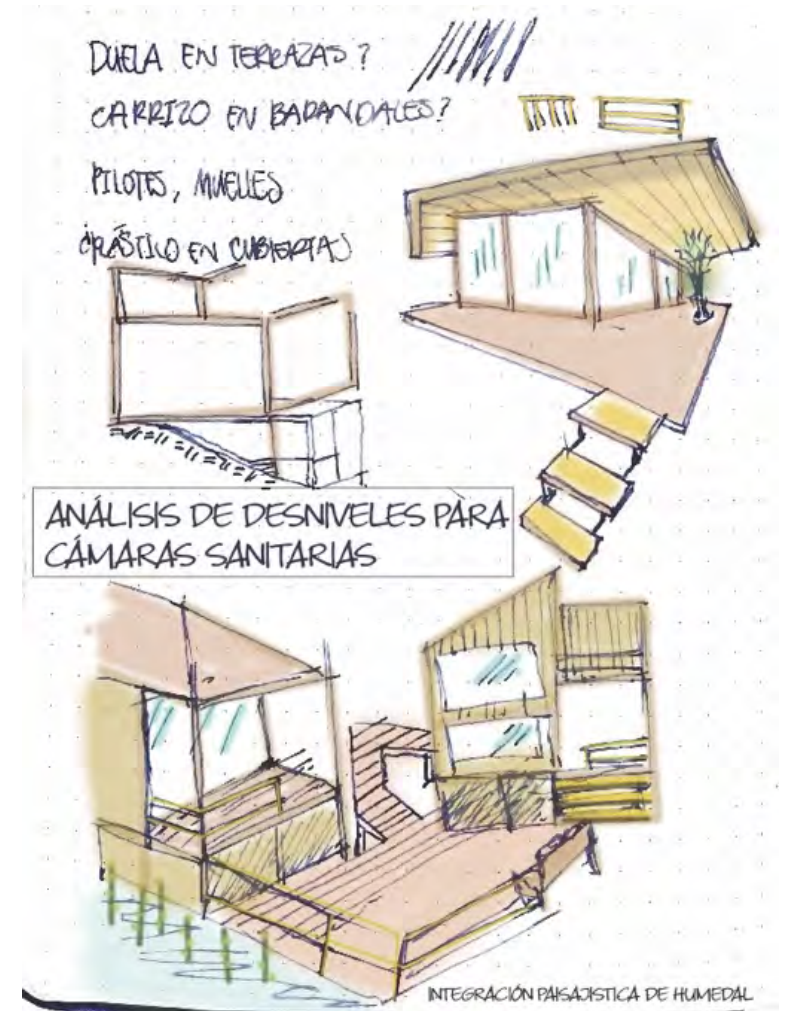 DUELA EN TERRAZAS?
CARRIZO EN BARANDALES?
PILOTES, MUELLES
PLÁSTICO EN CUBIERTAS
ANÁLISIS DE DESNIVELES PARA
CÁMARAS SANITARIAS
INTEGRACIÓN PAISAJISTICA DE HUMEDAL